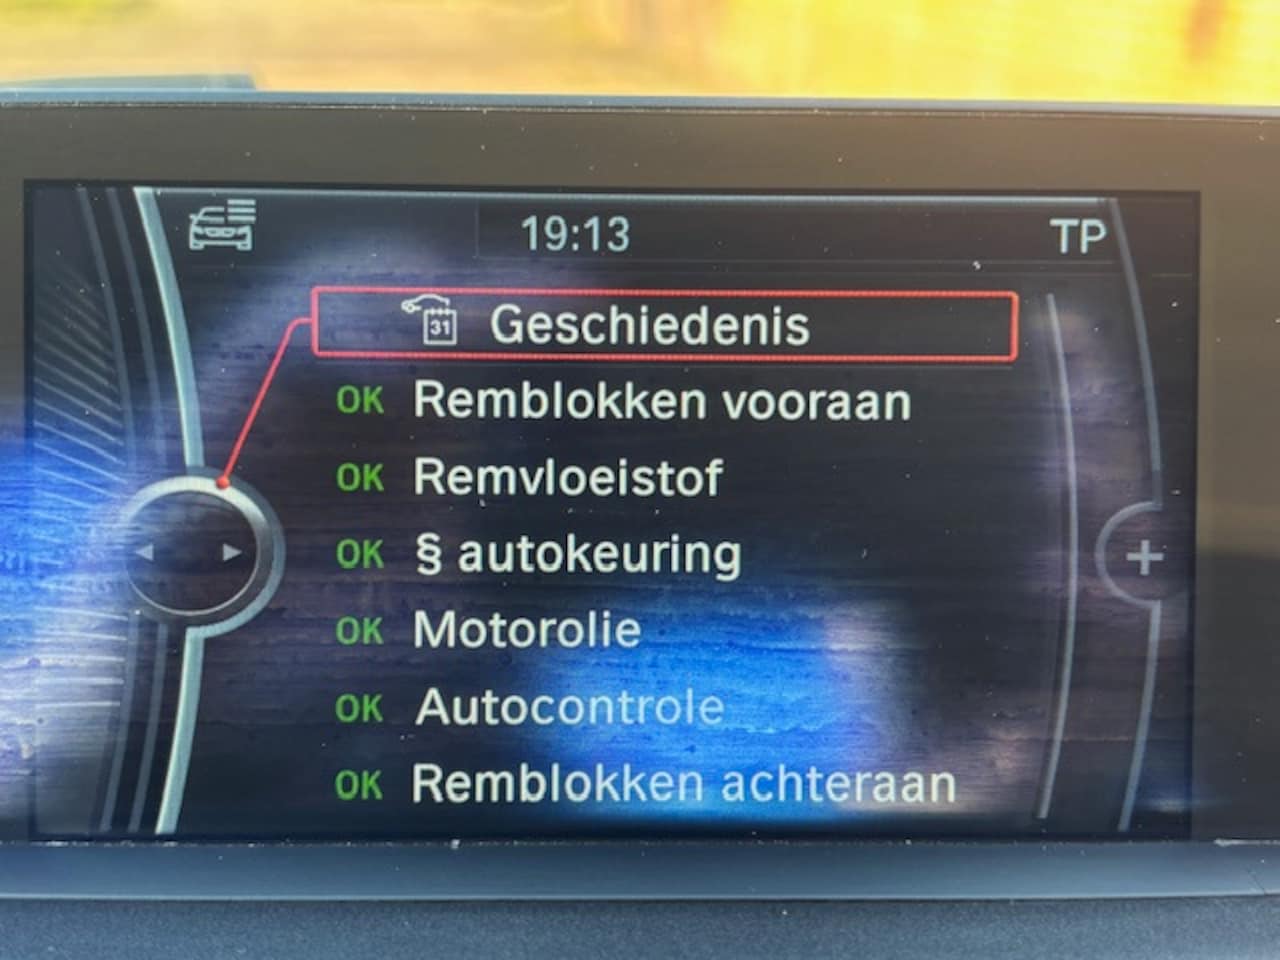 19:13 TP
31 Geschiedenis
OK Remblokken vooraan
OK Remvloeistof
OK § autokeuring
OK Motorolie
OK Autocontrole
OK Remblokken achteraan